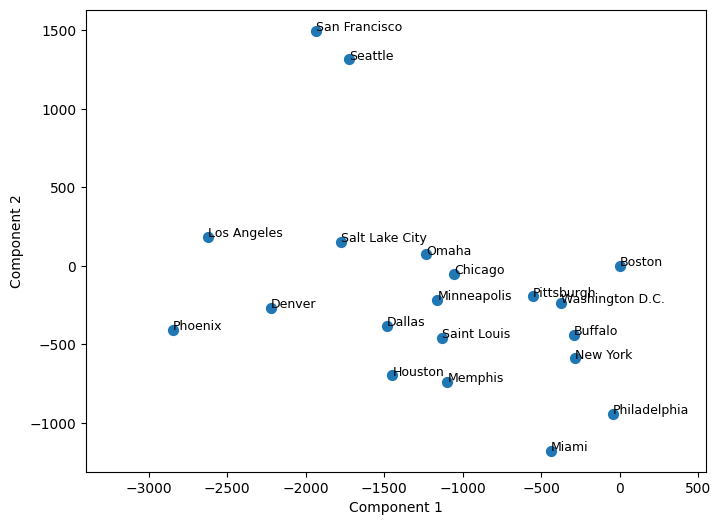 San Francisco
1500
Seattle
1000
500
Los Angeles
Salt Lake City
Omaha
Boston
0
Chicago
Pittsburgh
Minneapolis
Washington D.C.
Denver
Dallas
Phoenix
Buffalo
Saint Louis
−500
New York
Houston
Memphis
Philadelphia
−1000
Miami
Component 2
−3000 −2500 −2000 −1500 −1000 −500 0 500
Component 1